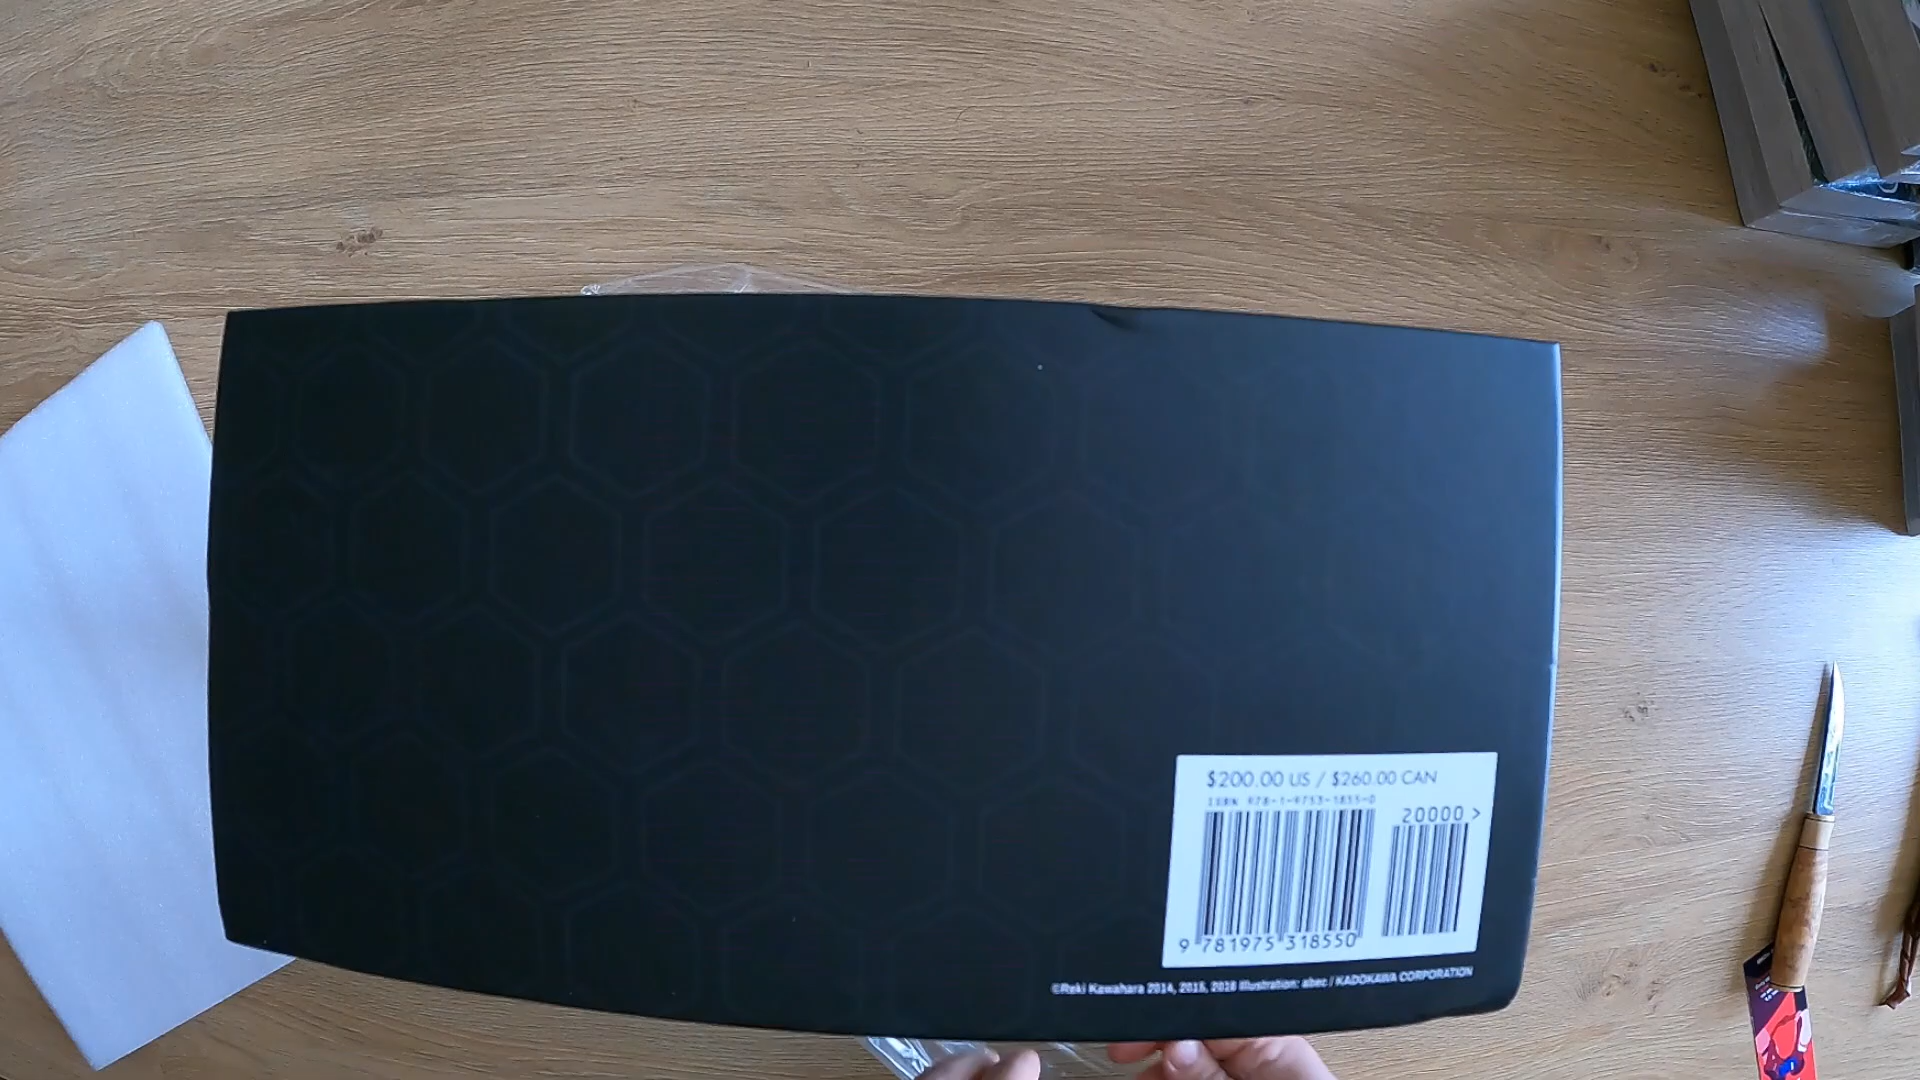 $200.00 US / $260.00 CAN
ISBN 978-1-9753-1855-0
20000 >
9 781975 318550
©Reki Kawahara 2014, 2015, 2018 Illustration: abec / KADOKAWA CORPORATION